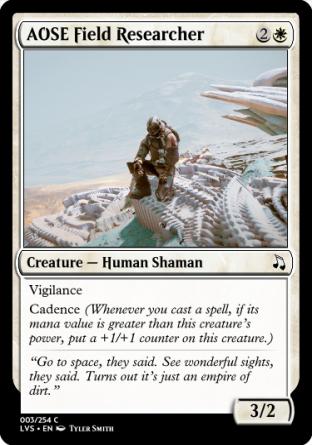 AOSE Field Researcher 2
Creature — Human Shaman
Vigilance
Cadence (Whenever you cast a spell, if its
mana value is greater than this creature's
power, put a +1/+1 counter on this creature.)
"Go to space, they said. See wonderful sights,
they said. Turns out it's just an empire of
dirt."
3/2
003/254 C
LVS • EN Tyler Smith